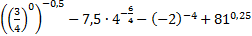 ((3/4)^0)^{-0,5} − 7,5 · 4^{-6/4} − (−2)^{-4} + 81^{0,25}